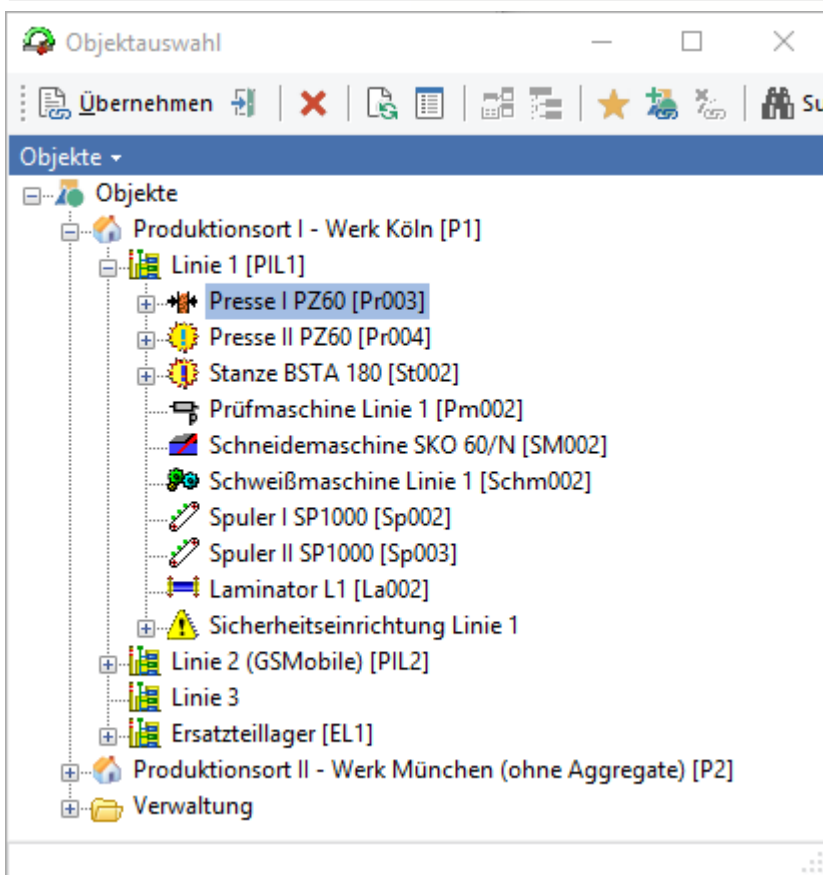 Objektauswahl
Übernehmen Su
Objekte
Objekte
Produktionsort I - Werk Köln [P1]
Linie 1 [PIL1]
Presse I PZ60 [Pr003]
Presse II PZ60 [Pr004]
Stanze BSTA 180 [St002]
Prüfmaschine Linie 1 [Pm002]
Schneidemaschine SKO 60/N [SM002]
Schweißmaschine Linie 1 [Schm002]
Spuler I SP1000 [Sp002]
Spuler II SP1000 [Sp003]
Laminator L1 [La002]
Sicherheitseinrichtung Linie 1
Linie 2 (GSMobile) [PIL2]
Linie 3
Ersatzteillager [EL1]
Produktionsort II - Werk München (ohne Aggregate) [P2]
Verwaltung